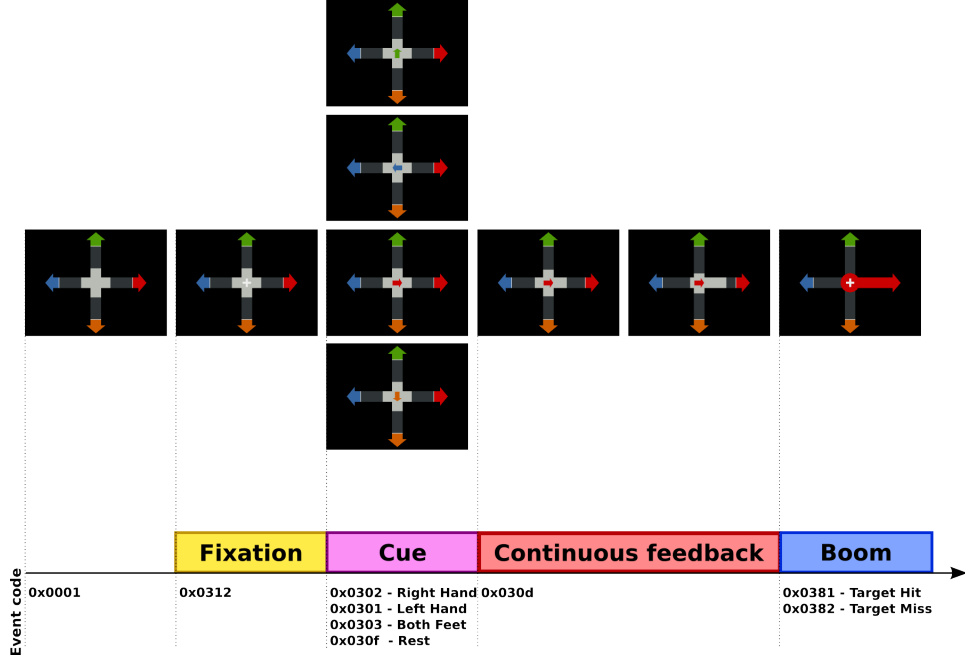 Fixation
Cue
Continuous feedback
Boom
Event code
0x0001
0x0312
0x0302 - Right Hand
0x0301 - Left Hand
0x0303 - Both Feet
0x030f - Rest
0x030d
0x0381 - Target Hit
0x0382 - Target Miss